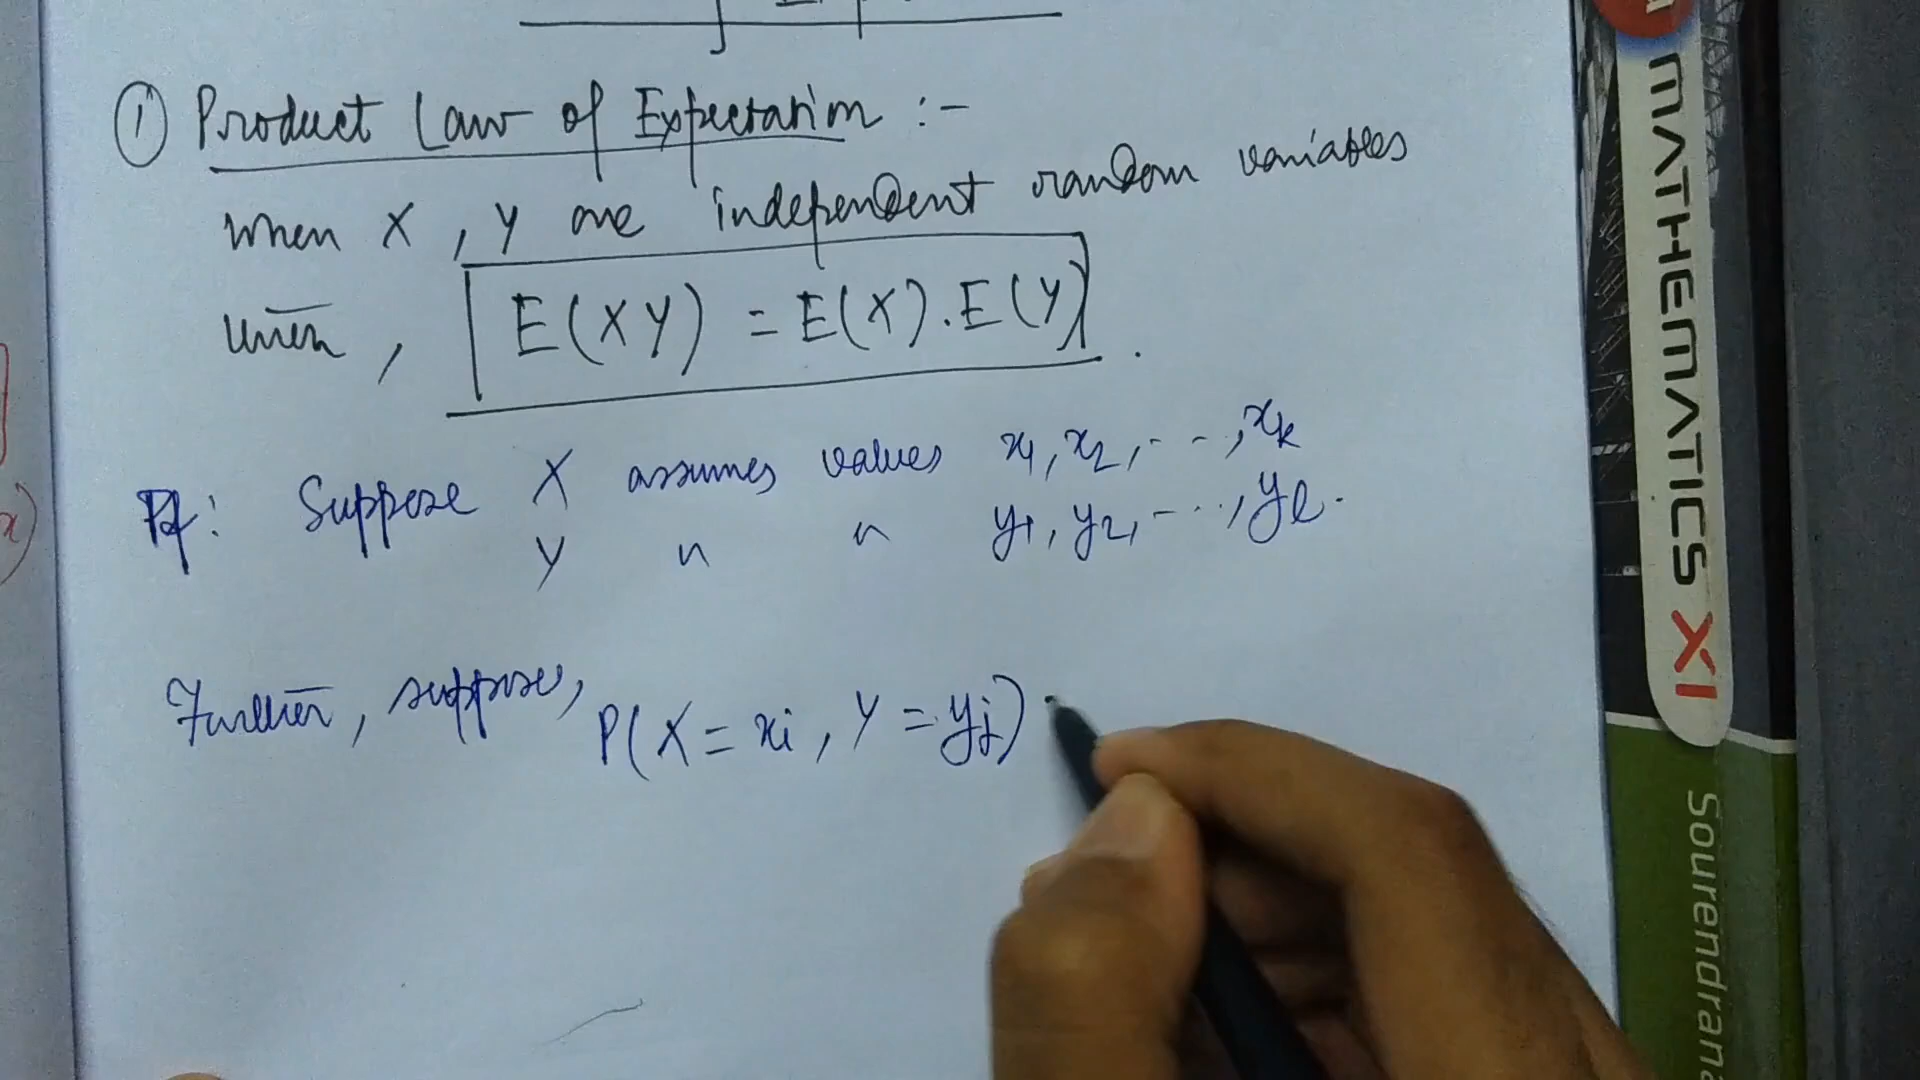 ① Product Law of Expectation :-
when X, Y are independent random variables
then, E(XY) = E(X).E(Y) .
Pf: Suppose X assumes values x1, x2, - - -, xk
Y " " y1, y2, - - -, yl.
Further, suppose, P(X = xi, Y = yj)
MATHEMATICS XI
Sourendrana
x)